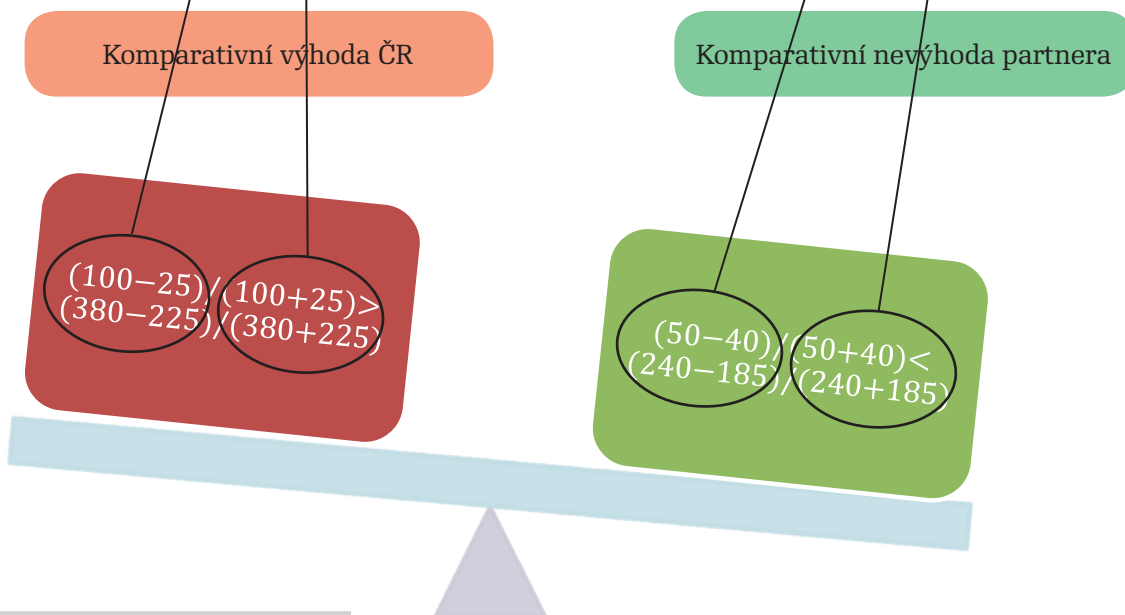 Komparativní výhoda ČR
Komparativní nevýhoda partnera
(100−25)/(100+25)>
(380−225)/(380+225)
(50−40)/(50+40)<
(240−185)/(240+185)